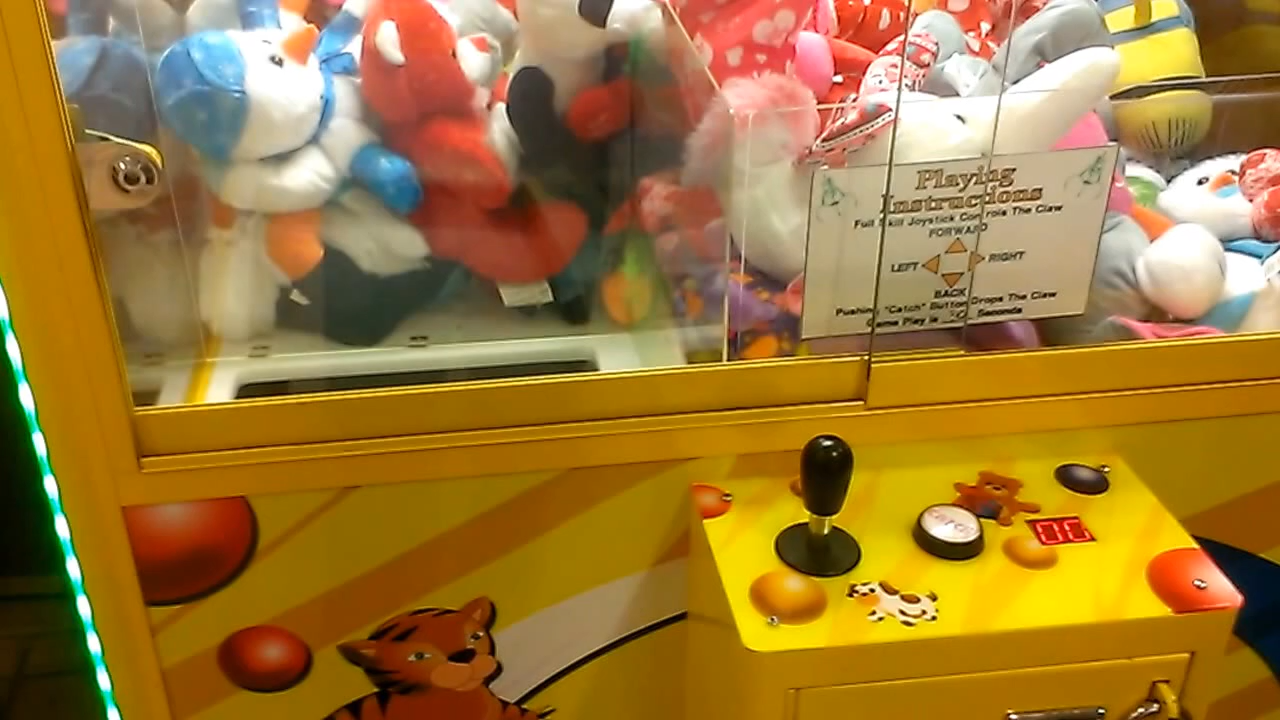 Playing
Instructions
Full Skill Joystick Controls The Claw
FORWARD
LEFT RIGHT
BACK
Pushing "Catch" Button Drops The Claw
Game Play is Seconds
00